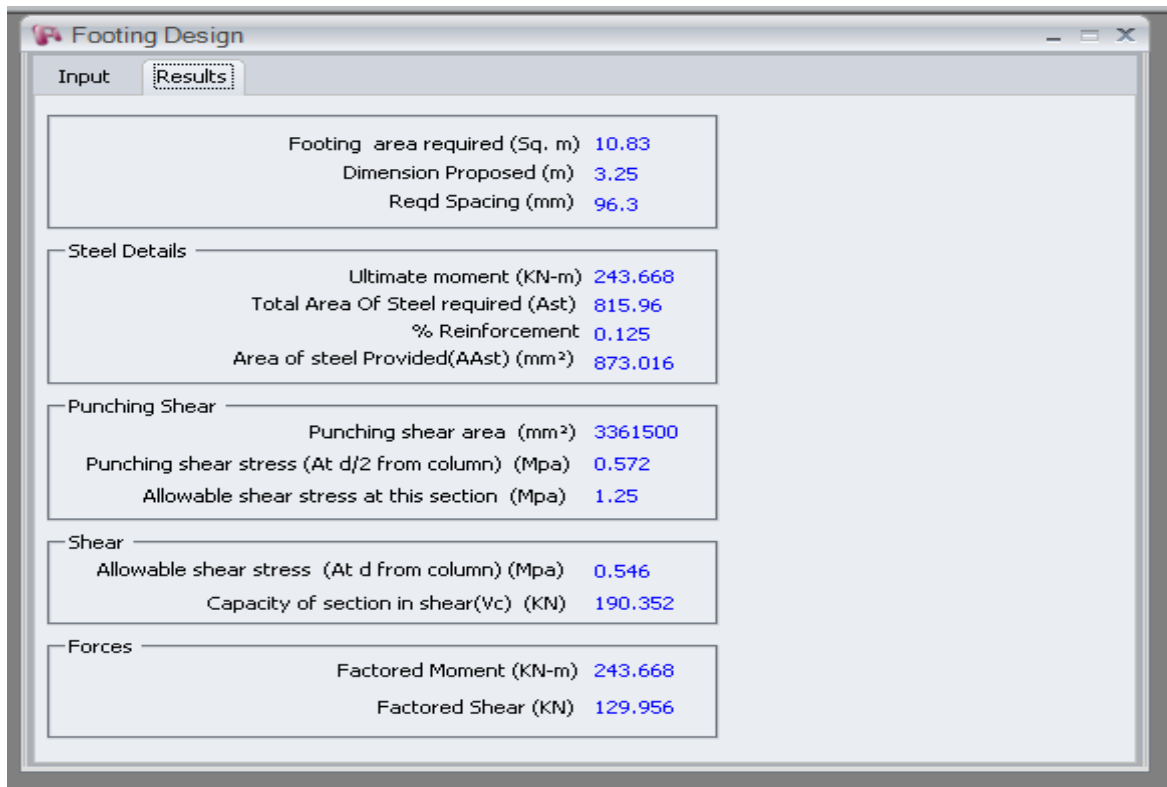 Footing Design
Input Results
Footing area required (Sq. m) 10.83
Dimension Proposed (m) 3.25
Reqd Spacing (mm) 96.3
Steel Details
Ultimate moment (KN-m) 243.668
Total Area Of Steel required (Ast) 815.96
% Reinforcement 0.125
Area of steel Provided(AAst) (mm²) 873.016
Punching Shear
Punching shear area (mm²) 3361500
Punching shear stress (At d/2 from column) (Mpa) 0.572
Allowable shear stress at this section (Mpa) 1.25
Shear
Allowable shear stress (At d from column) (Mpa) 0.546
Capacity of section in shear(Vc) (KN) 190.352
Forces
Factored Moment (KN-m) 243.668
Factored Shear (KN) 129.956